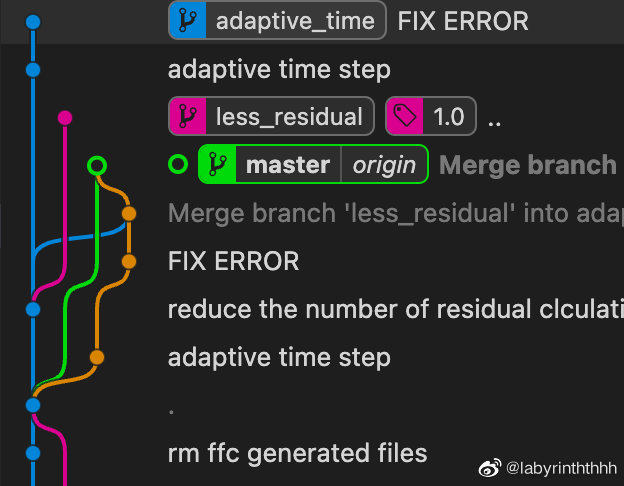 adaptive_time FIX ERROR
adaptive time step
less_residual 1.0 ..
master origin Merge branch
Merge branch 'less_residual' into adap
FIX ERROR
reduce the number of residual clculati
adaptive time step
.
rm ffc generated files
@labyrinththhh